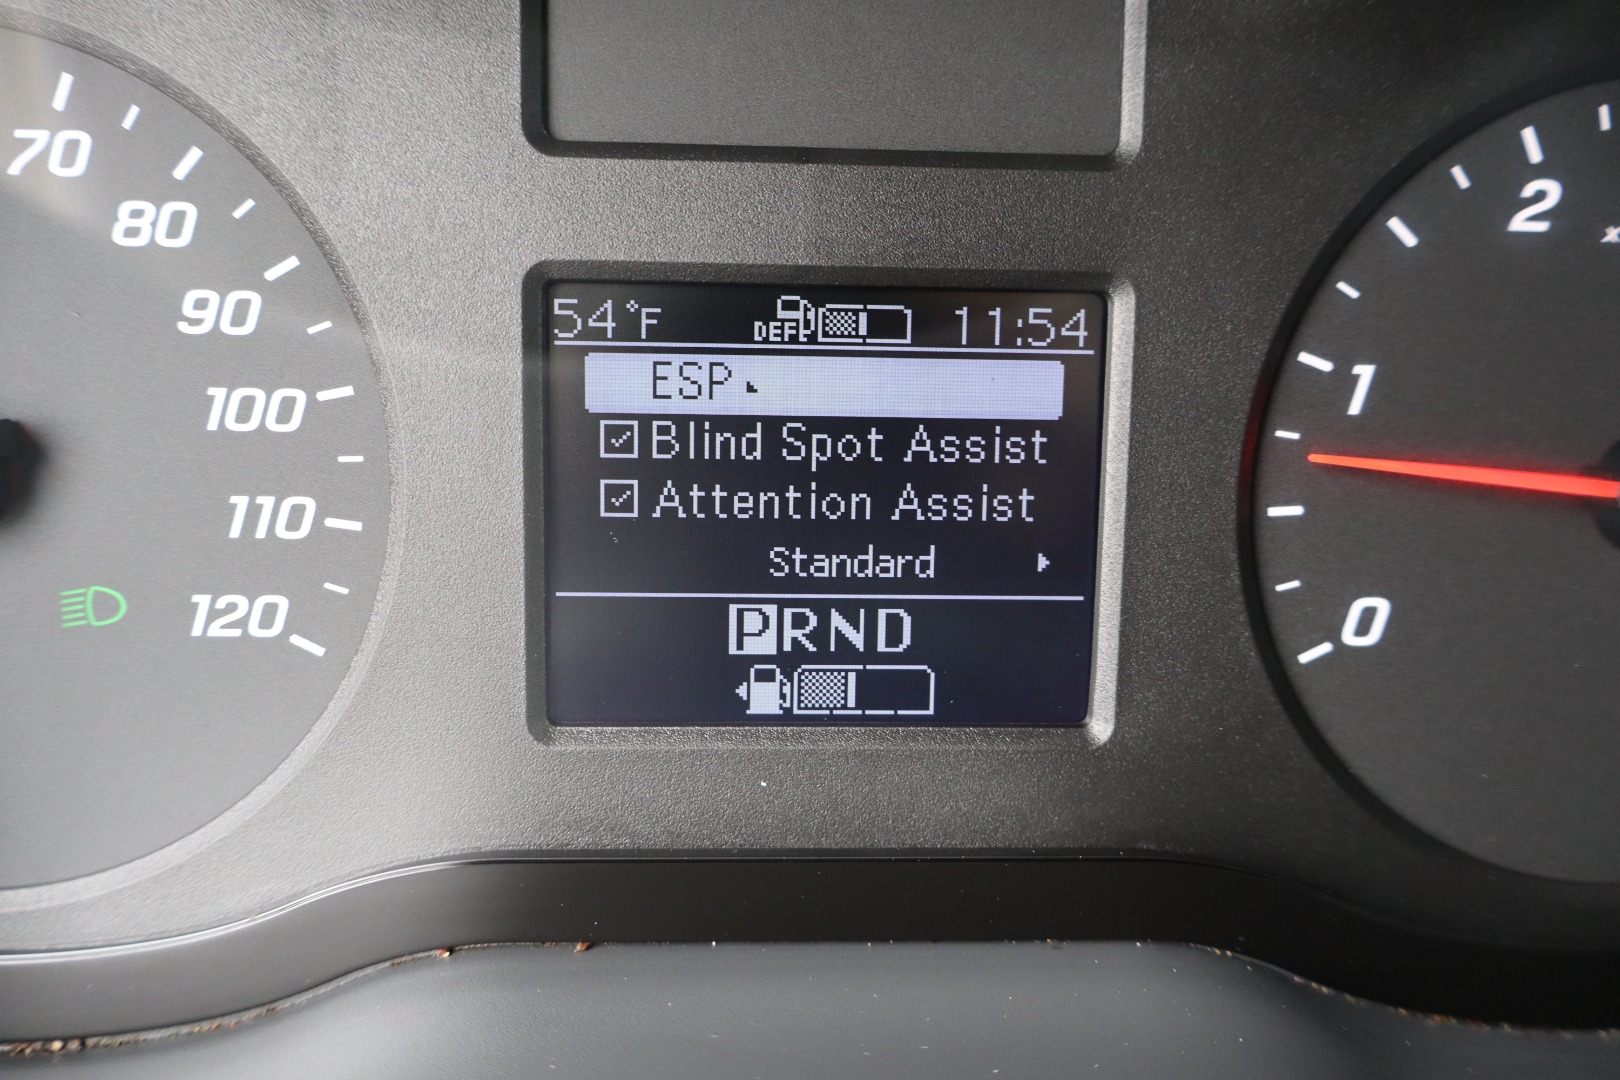 70
80
90
100
110
120
54°F DEF 11:54
ESP
Blind Spot Assist
Attention Assist
Standard
PRND
2
x
1
0